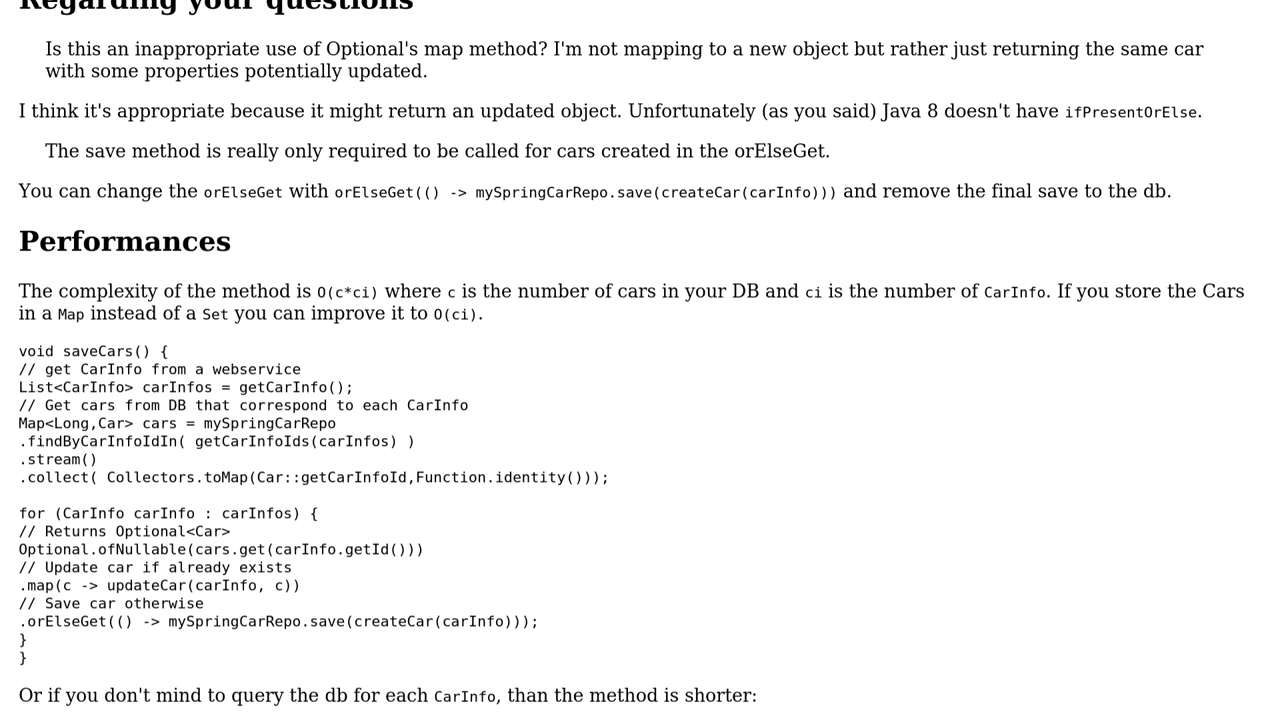 Regarding your questions
Is this an inappropriate use of Optional's map method? I'm not mapping to a new object but rather just returning the same car
with some properties potentially updated.
I think it's appropriate because it might return an updated object. Unfortunately (as you said) Java 8 doesn't have ifPresentOrElse.
The save method is really only required to be called for cars created in the orElseGet.
You can change the orElseGet with orElseGet(() -> mySpringCarRepo.save(createCar(carInfo))) and remove the final save to the db.
Performances
The complexity of the method is O(c*ci) where c is the number of cars in your DB and ci is the number of CarInfo. If you store the Cars
in a Map instead of a Set you can improve it to O(ci).
void saveCars() {
// get CarInfo from a webservice
List<CarInfo> carInfos = getCarInfo();
// Get cars from DB that correspond to each CarInfo
Map<Long,Car> cars = mySpringCarRepo
.findByCarInfoIdIn( getCarInfoIds(carInfos) )
.stream()
.collect( Collectors.toMap(Car::getCarInfoId,Function.identity()));
for (CarInfo carInfo : carInfos) {
// Returns Optional<Car>
Optional.ofNullable(cars.get(carInfo.getId()))
// Update car if already exists
.map(c -> updateCar(carInfo, c))
// Save car otherwise
.orElseGet(() -> mySpringCarRepo.save(createCar(carInfo)));
}
}
Or if you don't mind to query the db for each CarInfo, than the method is shorter: